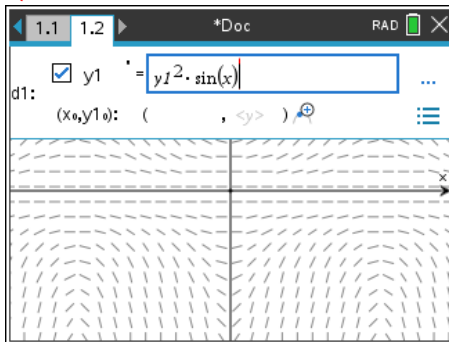 1.1 1.2 *Doc RAD
y1 ' = y1²· sin(x) ...
d1:
(x₀,y1₀): ( , <y> )
x